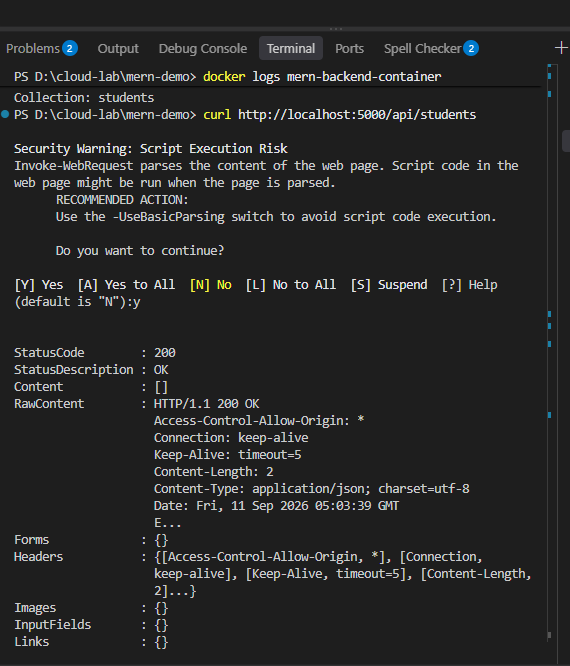 Problems 2 Output Debug Console Terminal Ports Spell Checker 2
PS D:\cloud-lab\mern-demo> docker logs mern-backend-container
Collection: students
PS D:\cloud-lab\mern-demo> curl http://localhost:5000/api/students
Security Warning: Script Execution Risk
Invoke-WebRequest parses the content of the web page. Script code in the
web page might be run when the page is parsed.
RECOMMENDED ACTION:
Use the -UseBasicParsing switch to avoid script code execution.
Do you want to continue?
[Y] Yes [A] Yes to All [N] No [L] No to All [S] Suspend [?] Help
(default is "N"):y
StatusCode : 200
StatusDescription : OK
Content : []
RawContent : HTTP/1.1 200 OK
Access-Control-Allow-Origin: *
Connection: keep-alive
Keep-Alive: timeout=5
Content-Length: 2
Content-Type: application/json; charset=utf-8
Date: Fri, 11 Sep 2026 05:03:39 GMT
E...
Forms : {}
Headers : {[Access-Control-Allow-Origin, *], [Connection,
keep-alive], [Keep-Alive, timeout=5], [Content-Length,
2]...}
Images : {}
InputFields : {}
Links : {}